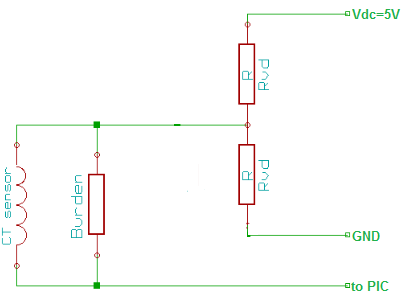 Vdc=5V
R
Rvd
R
Rvd
CT sensor
Burden
GND
to PIC